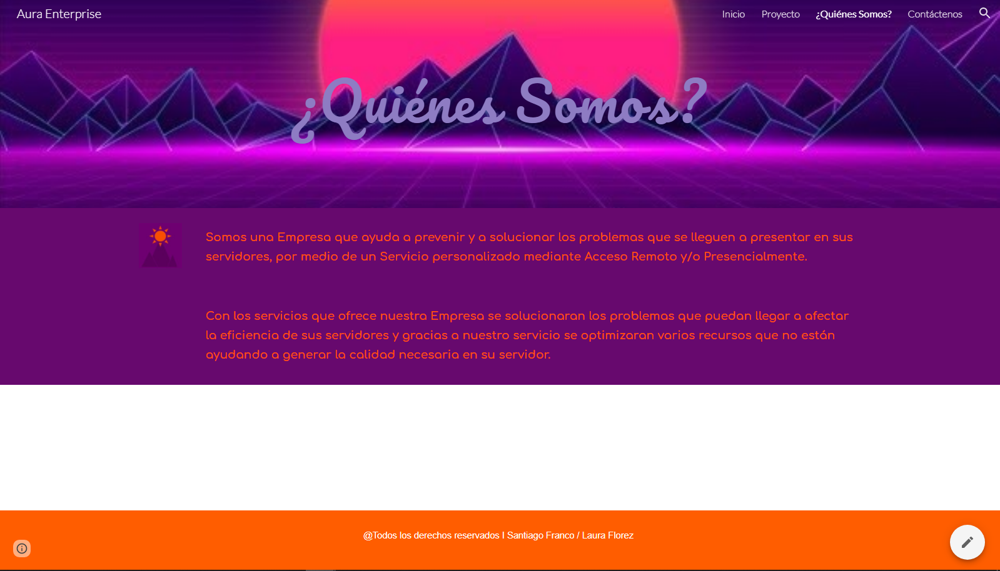 Aura Enterprise
Inicio
Proyecto
¿Quiénes Somos?
Contáctenos
¿Quiénes Somos?
Somos una Empresa que ayuda a prevenir y a solucionar los problemas que se lleguen a presentar en sus
servidores, por medio de un Servicio personalizado mediante Acceso Remoto y/o Presencialmente.
Con los servicios que ofrece nuestra Empresa se solucionaran los problemas que puedan llegar a afectar
la eficiencia de sus servidores y gracias a nuestro servicio se optimizaran varios recursos que no están
ayudando a generar la calidad necesaria en su servidor.
@Todos los derechos reservados I Santiago Franco / Laura Florez